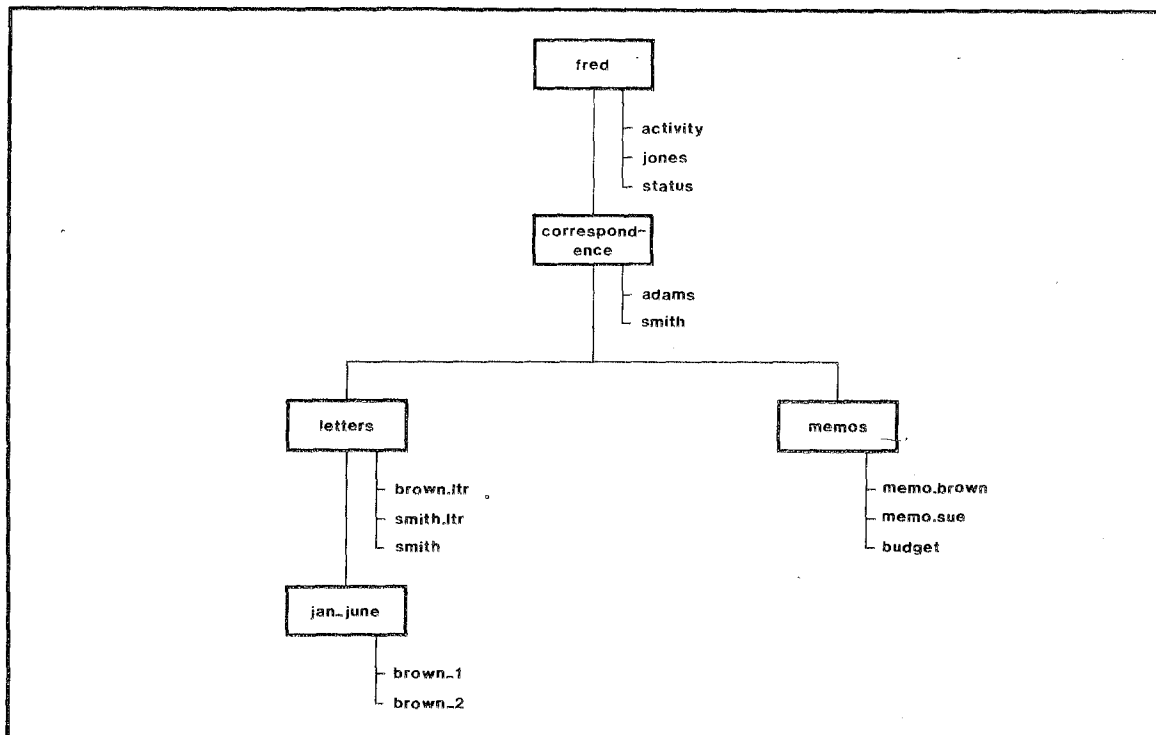 fred
activity
jones
status
correspond-
ence
adams
smith
letters
memos
brown.ltr
smith.ltr
smith
memo.brown
memo.sue
budget
jan_june
brown_1
brown_2